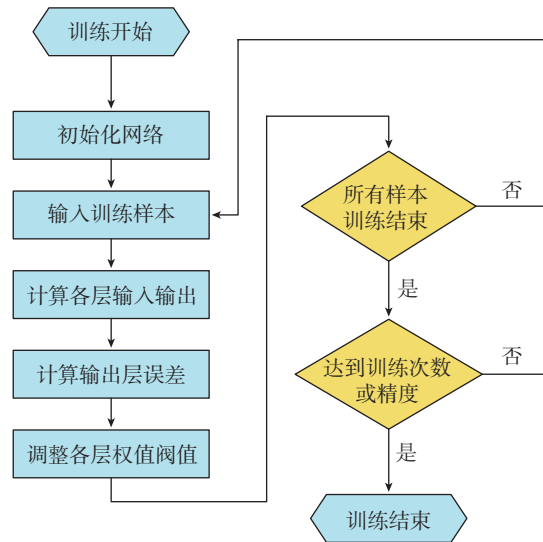 训练开始
初始化网络
输入训练样本
计算各层输入输出
计算输出层误差
调整各层权值阀值
所有样本
训练结束
否
是
达到训练次数
或精度
否
是
训练结束